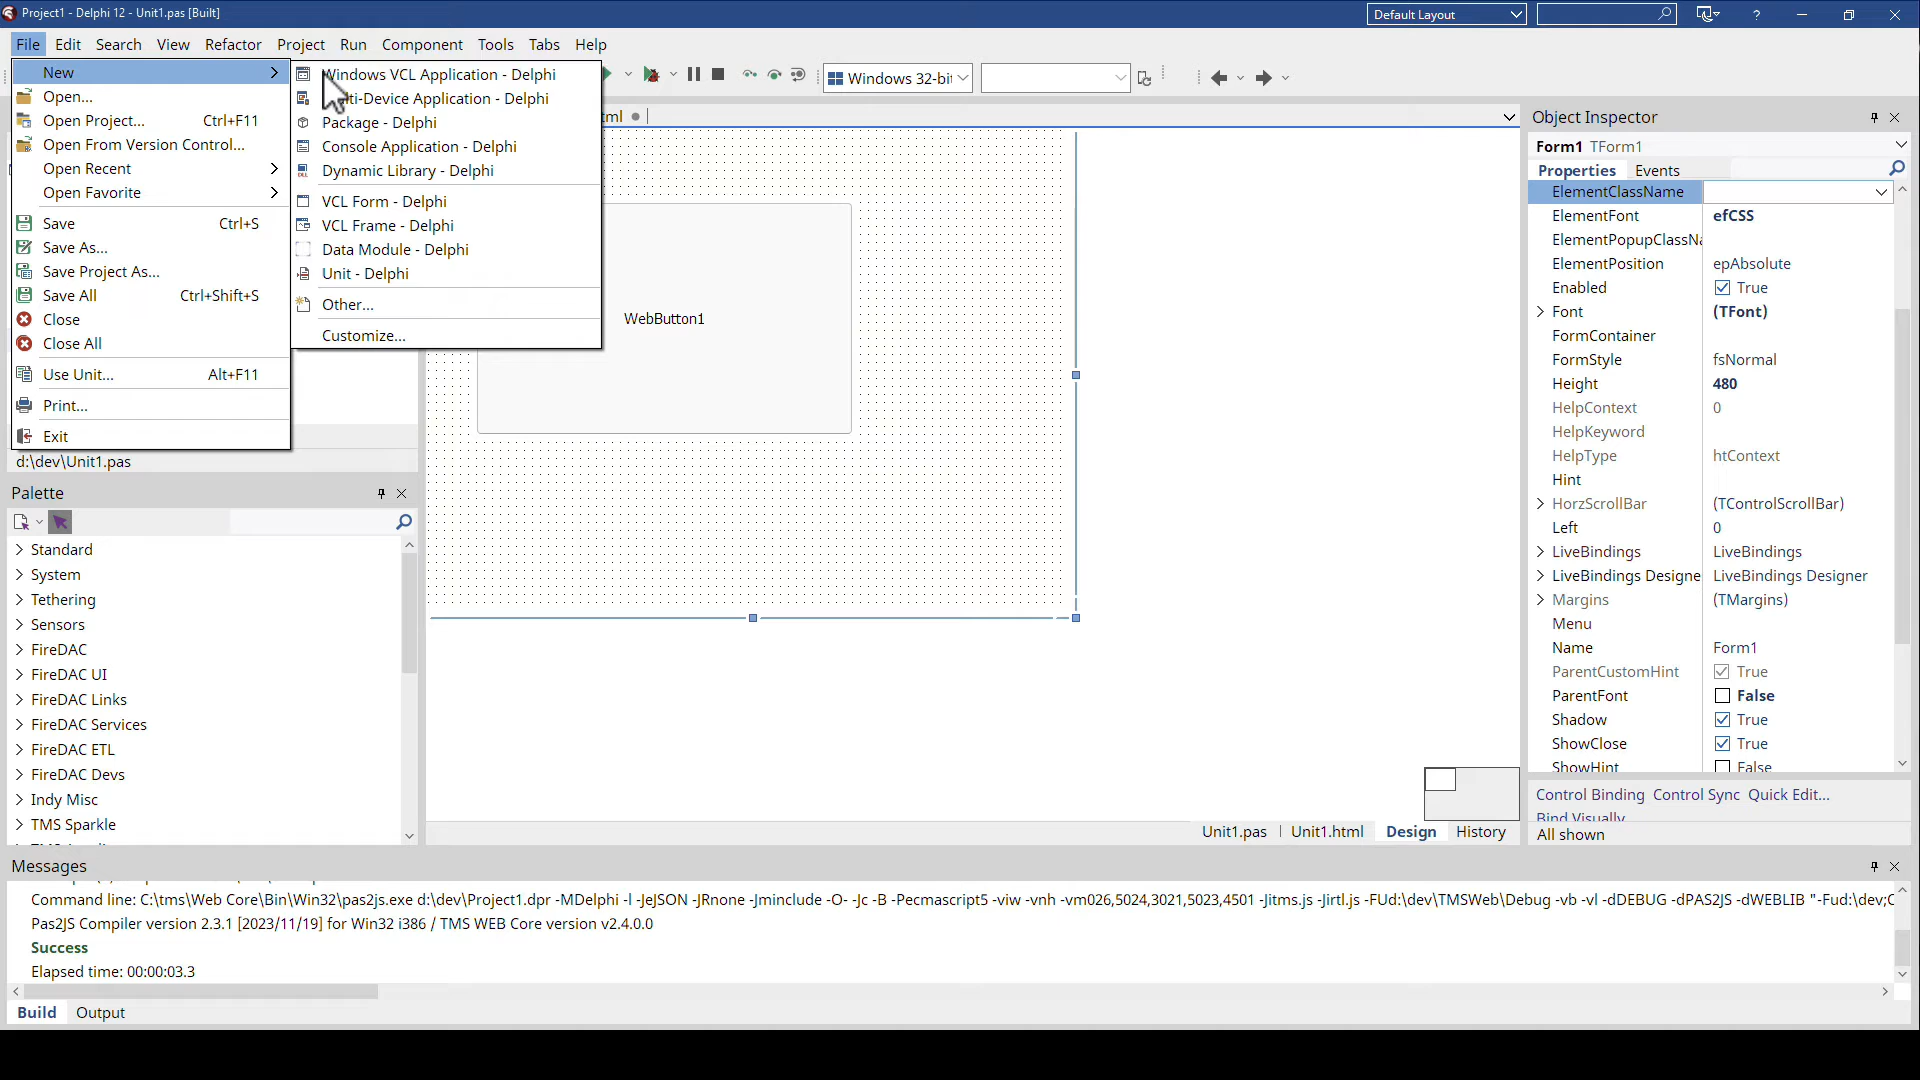 Project1 - Delphi 12 - Unit1.pas [Built]
Default Layout
?
File Edit Search View Refactor Project Run Component Tools Tabs Help
New
Open...
Open Project... Ctrl+F11
Open From Version Control...
Open Recent
Open Favorite
Save Ctrl+S
Save As...
Save Project As...
Save All Ctrl+Shift+S
Close
Close All
Use Unit... Alt+F11
Print...
Exit
Windows VCL Application - Delphi
-Device Application - Delphi
Package - Delphi
Console Application - Delphi
Dynamic Library - Delphi
VCL Form - Delphi
VCL Frame - Delphi
Data Module - Delphi
Unit - Delphi
Other...
Customize...
Windows 32-bi
ml
WebButton1
d:\dev\Unit1.pas
Palette
Standard
System
Tethering
Sensors
FireDAC
FireDAC UI
FireDAC Links
FireDAC Services
FireDAC ETL
FireDAC Devs
Indy Misc
TMS Sparkle
Unit1.pas Unit1.html Design History
Object Inspector
Form1 TForm1
Properties Events
ElementClassName
ElementFont efCSS
ElementPopupClassNa
ElementPosition epAbsolute
Enabled True
Font (TFont)
FormContainer
FormStyle fsNormal
Height 480
HelpContext 0
HelpKeyword
HelpType htContext
Hint
HorzScrollBar (TControlScrollBar)
Left 0
LiveBindings LiveBindings
LiveBindings Designe LiveBindings Designer
Margins (TMargins)
Menu
Name Form1
ParentCustomHint True
ParentFont False
Shadow True
ShowClose True
ShowHint False
Control Binding Control Sync Quick Edit...
Bind Visually
All shown
Messages
Command line: C:\tms\Web Core\Bin\Win32\pas2js.exe d:\dev\Project1.dpr -MDelphi -l -JeJSON -JRnone -Jminclude -O- -Jc -B -Pecmascript5 -viw -vnh -vm026,5024,3021,5023,4501 -Jitms.js -Jirtl.js -FUd:\dev\TMSWeb\Debug -vb -vl -dDEBUG -dPAS2JS -dWEBLIB "-Fud:\dev;C
Pas2JS Compiler version 2.3.1 [2023/11/19] for Win32 i386 / TMS WEB Core version v2.4.0.0
Success
Elapsed time: 00:00:03.3
Build Output